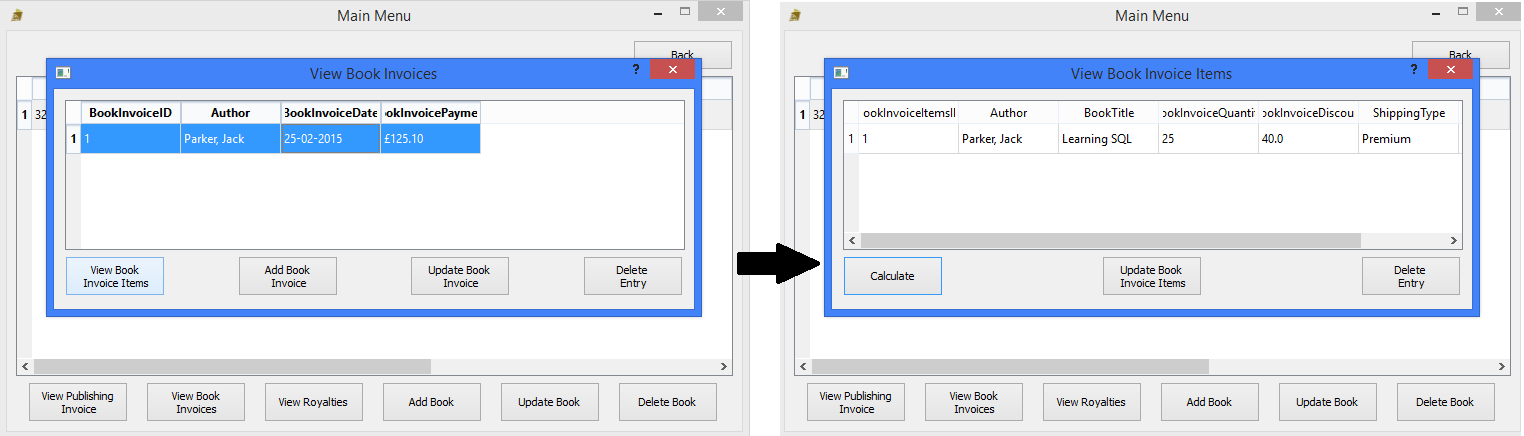 Main Menu
Back
View Book Invoices
?
BookInvoiceID Author BookInvoiceDate ookInvoicePayme
1 1 Parker, Jack 25-02-2015 £125.10
1 32
View Book
Invoice Items
Add Book
Invoice
Update Book
Invoice
Delete
Entry
View Publishing
Invoice
View Book
Invoices
View Royalties
Add Book
Update Book
Delete Book
Main Menu
Back
View Book Invoice Items
?
ookInvoiceItemsII Author BookTitle ookInvoiceQuantit ookInvoiceDiscou ShippingType
1 1 Parker, Jack Learning SQL 25 40.0 Premium
1 32
Calculate
Update Book
Invoice Items
Delete
Entry
View Publishing
Invoice
View Book
Invoices
View Royalties
Add Book
Update Book
Delete Book